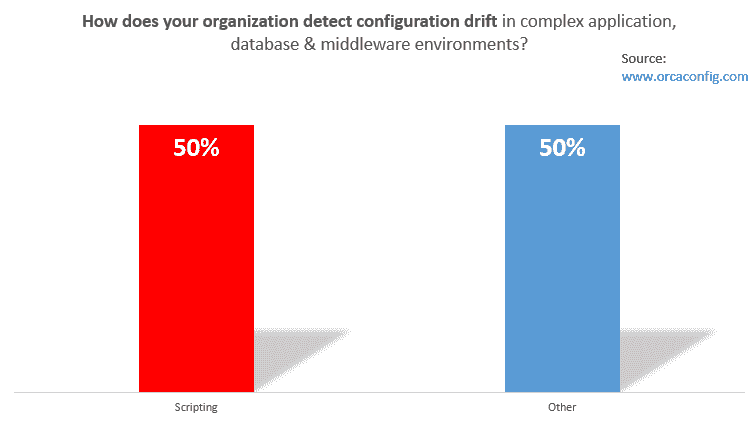 How does your organization detect configuration drift in complex application,
database & middleware environments?
Source:
www.orcaconfig.com
50%
50%
Scripting
Other